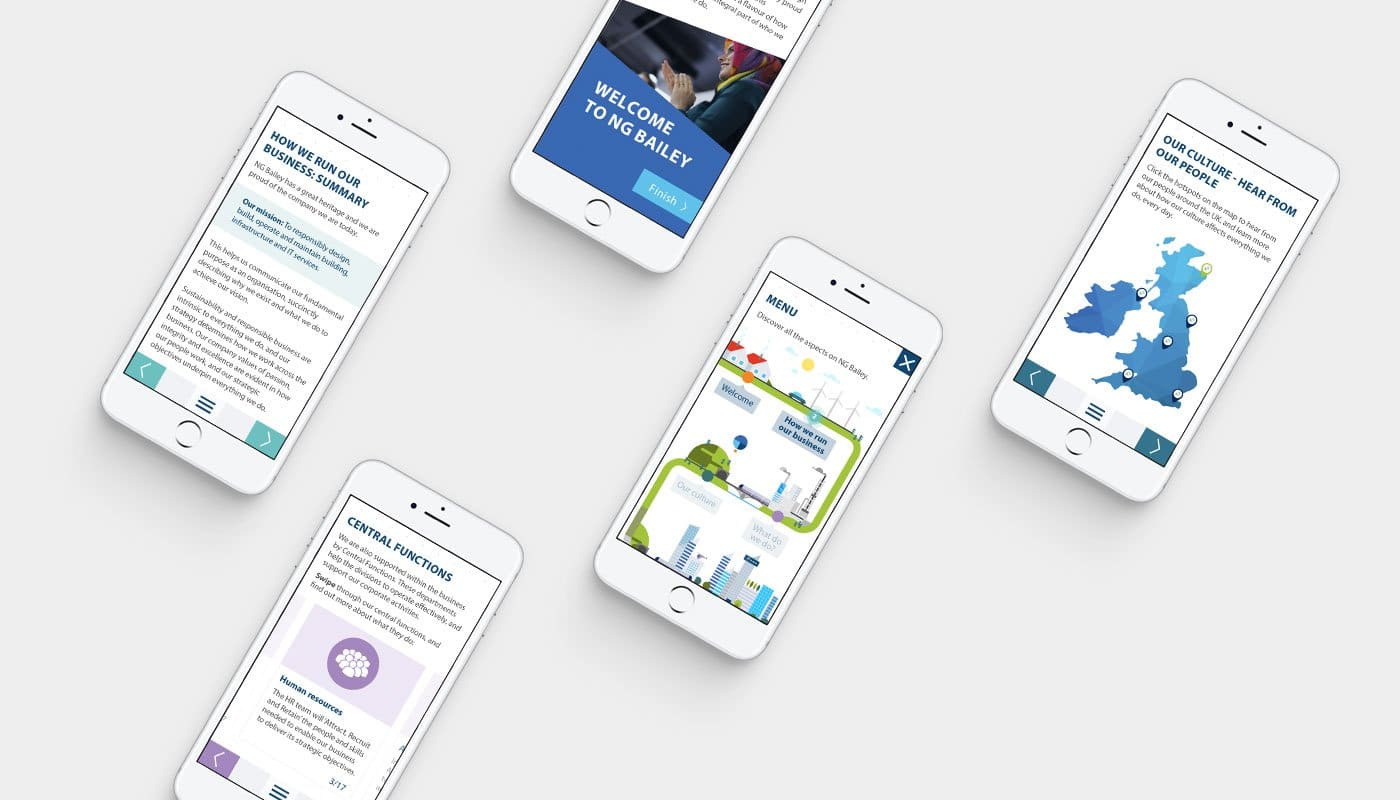 HOW WE RUN OUR
BUSINESS: SUMMARY
NG Bailey has a great heritage and we are
proud of the company we are today.
Our mission: To responsibly design,
build, operate and maintain building,
infrastructure and IT services.
This helps us communicate our fundamental
purpose as an organisation, succinctly
describing why we exist and what we do to
achieve our vision.
Sustainability and responsible business are
intrinsic to everything we do, and our
strategy determines how we work across the
business. Our company values of passion,
integrity and excellence are evident in how
our people work, and our strategic
objectives underpin everything we do.
proud
a flavour of how
integral part of who we
do.
WELCOME
TO NG BAILEY
Finish
CENTRAL FUNCTIONS
We are also supported within the business
by Central Functions. These departments
help the divisions to operate effectively, and
support our corporate activities.
Swipe through our central functions, and
find out more about what they do:
Human resources
The HR team will 'Attract, Recruit
and Retain' the people and skills
needed to enable our business
to deliver its strategic objectives.
3/17
MENU
Discover all the aspects on NG Bailey.
Welcome
2
How we run
our business
Our culture
What do
we do?
OUR CULTURE - HEAR FROM
OUR PEOPLE
Click the hotspots on the map to hear from
our people around the UK, and learn more
about how our culture affects everything we
do, every day.